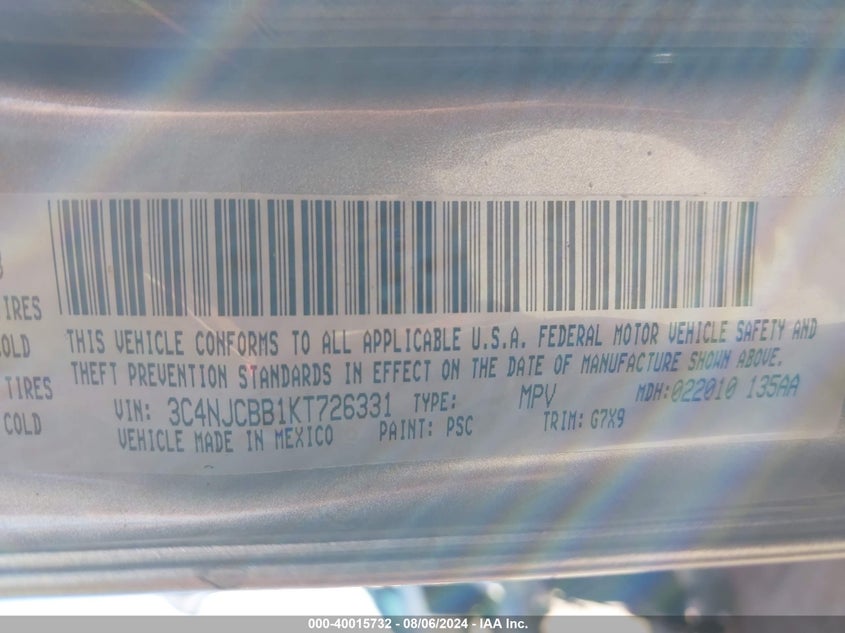 IRES
THIS VEHICLE CONFORMS TO ALL APPLICABLE U.S.A. FEDERAL MOTOR VEHICLE SAFETY AND
OLD
THEFT PREVENTION STANDARDS IN EFFECT ON THE DATE OF MANUFACTURE SHOWN ABOVE.
TIRES
VIN: 3C4NJCBB1KT726331 TYPE: MPV MDH:022010 135AA
COLD
VEHICLE MADE IN MEXICO PAINT: PSC TRIM: G7X9
000-40015732 - 08/06/2024 - IAA Inc.